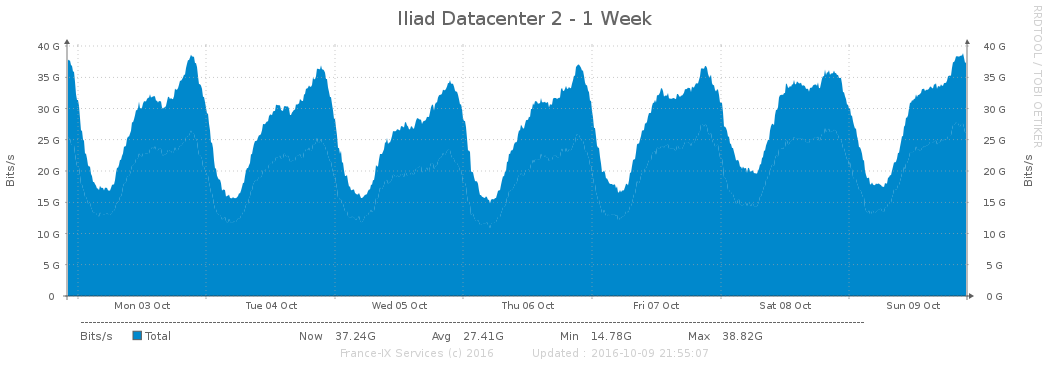 Iliad Datacenter 2 - 1 Week
RRDTOOL / TOBI OETIKER
Bits/s
Bits/s
40 G 40 G
35 G 35 G
30 G 30 G
25 G 25 G
20 G 20 G
15 G 15 G
10 G 10 G
5 G 5 G
0 0 G
Mon 03 Oct Tue 04 Oct Wed 05 Oct Thu 06 Oct Fri 07 Oct Sat 08 Oct Sun 09 Oct
Bits/s Total Now 37.24G Avg 27.41G Min 14.78G Max 38.82G
France-IX Services (c) 2016 Updated : 2016-10-09 21:55:07